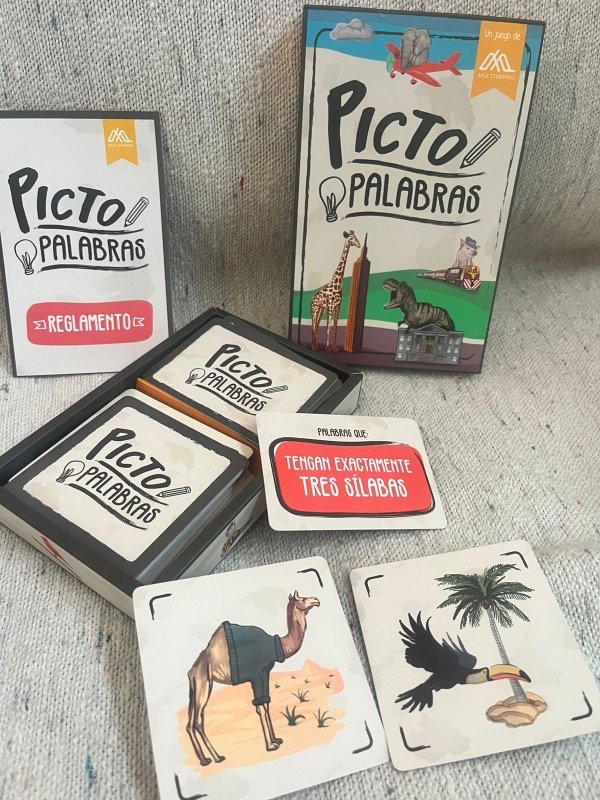 Un juego de
MULTIVERSO
PICTO
PALABRAS
MULTIVERSO
PICTO
PALABRAS
REGLAMENTO
PICTO
PALABRAS
PICTO
PALABRAS
PALABRAS QUE:
TENGAN EXACTAMENTE
TRES SÍLABAS